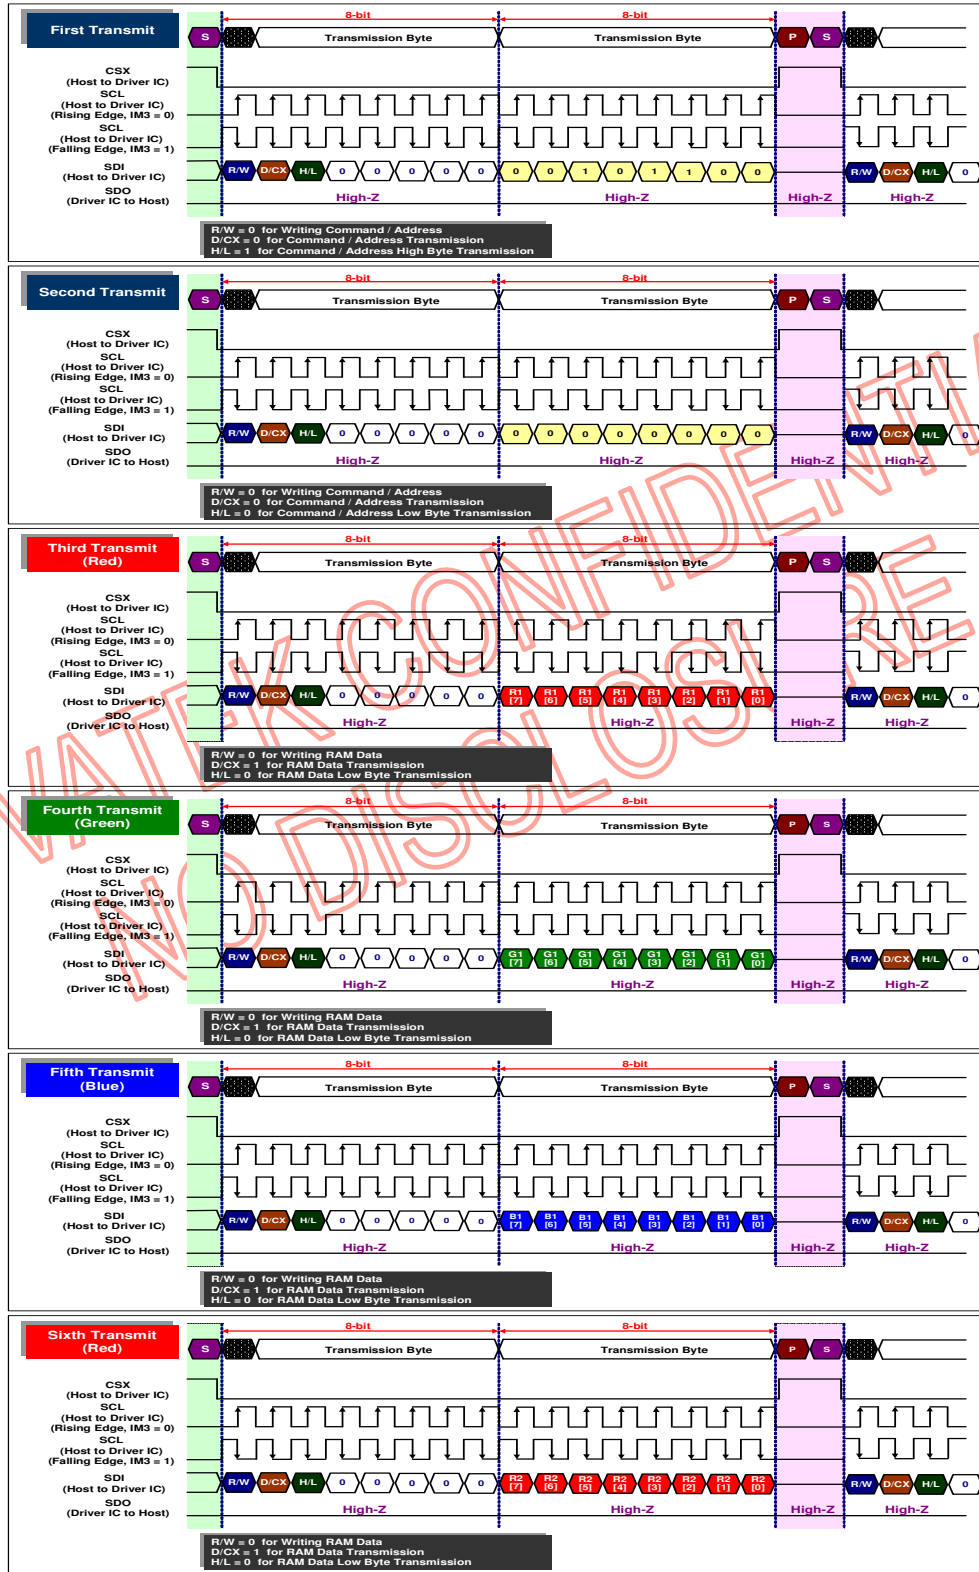 8-bit 8-bit
First Transmit
S Transmission Byte Transmission Byte P S
CSX
(Host to Driver IC)
SCL
(Host to Driver IC)
(Rising Edge, IM3 = 0)
SCL
(Host to Driver IC)
(Falling Edge, IM3 = 1)
SDI
(Host to Driver IC)
R/W D/CX H/L 0 0 0 0 0 0 0 1 0 1 1 0 0 R/W D/CX H/L 0
SDO
(Driver IC to Host)
High-Z High-Z High-Z High-Z
R/W = 0 for Writing Command / Address
D/CX = 0 for Command / Address Transmission
H/L = 1 for Command / Address High Byte Transmission
8-bit 8-bit
Second Transmit
S Transmission Byte Transmission Byte P S
CSX
(Host to Driver IC)
SCL
(Host to Driver IC)
(Rising Edge, IM3 = 0)
SCL
(Host to Driver IC)
(Falling Edge, IM3 = 1)
SDI
(Host to Driver IC)
R/W D/CX H/L 0 0 0 0 0 0 0 0 0 0 0 0 0 R/W D/CX H/L 0
SDO
(Driver IC to Host)
High-Z High-Z High-Z High-Z
R/W = 0 for Writing Command / Address
D/CX = 0 for Command / Address Transmission
H/L = 0 for Command / Address Low Byte Transmission
8-bit 8-bit
Third Transmit
(Red)
S Transmission Byte Transmission Byte P S
CSX
(Host to Driver IC)
SCL
(Host to Driver IC)
(Rising Edge, IM3 = 0)
SCL
(Host to Driver IC)
(Falling Edge, IM3 = 1)
SDI
(Host to Driver IC)
R/W D/CX H/L 0 0 0 0 0 R1 [7] R1 [6] R1 [5] R1 [4] R1 [3] R1 [2] R1 [1] R1 [0] R/W D/CX H/L 0
SDO
(Driver IC to Host)
High-Z High-Z High-Z High-Z
R/W = 0 for Writing RAM Data
D/CX = 1 for RAM Data Transmission
H/L = 0 for RAM Data Low Byte Transmission
8-bit 8-bit
Fourth Transmit
(Green)
S Transmission Byte Transmission Byte P S
CSX
(Host to Driver IC)
SCL
(Host to Driver IC)
(Rising Edge, IM3 = 0)
SCL
(Host to Driver IC)
(Falling Edge, IM3 = 1)
SDI
(Host to Driver IC)
R/W D/CX H/L 0 0 0 0 0 G1 [7] G1 [6] G1 [5] G1 [4] G1 [3] G1 [2] G1 [1] G1 [0] R/W D/CX H/L 0
SDO
(Driver IC to Host)
High-Z High-Z High-Z High-Z
R/W = 0 for Writing RAM Data
D/CX = 1 for RAM Data Transmission
H/L = 0 for RAM Data Low Byte Transmission
8-bit 8-bit
Fifth Transmit
(Blue)
S Transmission Byte Transmission Byte P S
CSX
(Host to Driver IC)
SCL
(Host to Driver IC)
(Rising Edge, IM3 = 0)
SCL
(Host to Driver IC)
(Falling Edge, IM3 = 1)
SDI
(Host to Driver IC)
R/W D/CX H/L 0 0 0 0 0 B1 [7] B1 [6] B1 [5] B1 [4] B1 [3] B1 [2] B1 [1] B1 [0] R/W D/CX H/L 0
SDO
(Driver IC to Host)
High-Z High-Z High-Z High-Z
R/W = 0 for Writing RAM Data
D/CX = 1 for RAM Data Transmission
H/L = 0 for RAM Data Low Byte Transmission
8-bit 8-bit
Sixth Transmit
(Red)
S Transmission Byte Transmission Byte P S
CSX
(Host to Driver IC)
SCL
(Host to Driver IC)
(Rising Edge, IM3 = 0)
SCL
(Host to Driver IC)
(Falling Edge, IM3 = 1)
SDI
(Host to Driver IC)
R/W D/CX H/L 0 0 0 0 0 R2 [7] R2 [6] R2 [5] R2 [4] R2 [3] R2 [2] R2 [1] R2 [0] R/W D/CX H/L 0
SDO
(Driver IC to Host)
High-Z High-Z High-Z High-Z
R/W = 0 for Writing RAM Data
D/CX = 1 for RAM Data Transmission
H/L = 0 for RAM Data Low Byte Transmission
VATEK CONFIDENTIA
NO DISCLOSURE